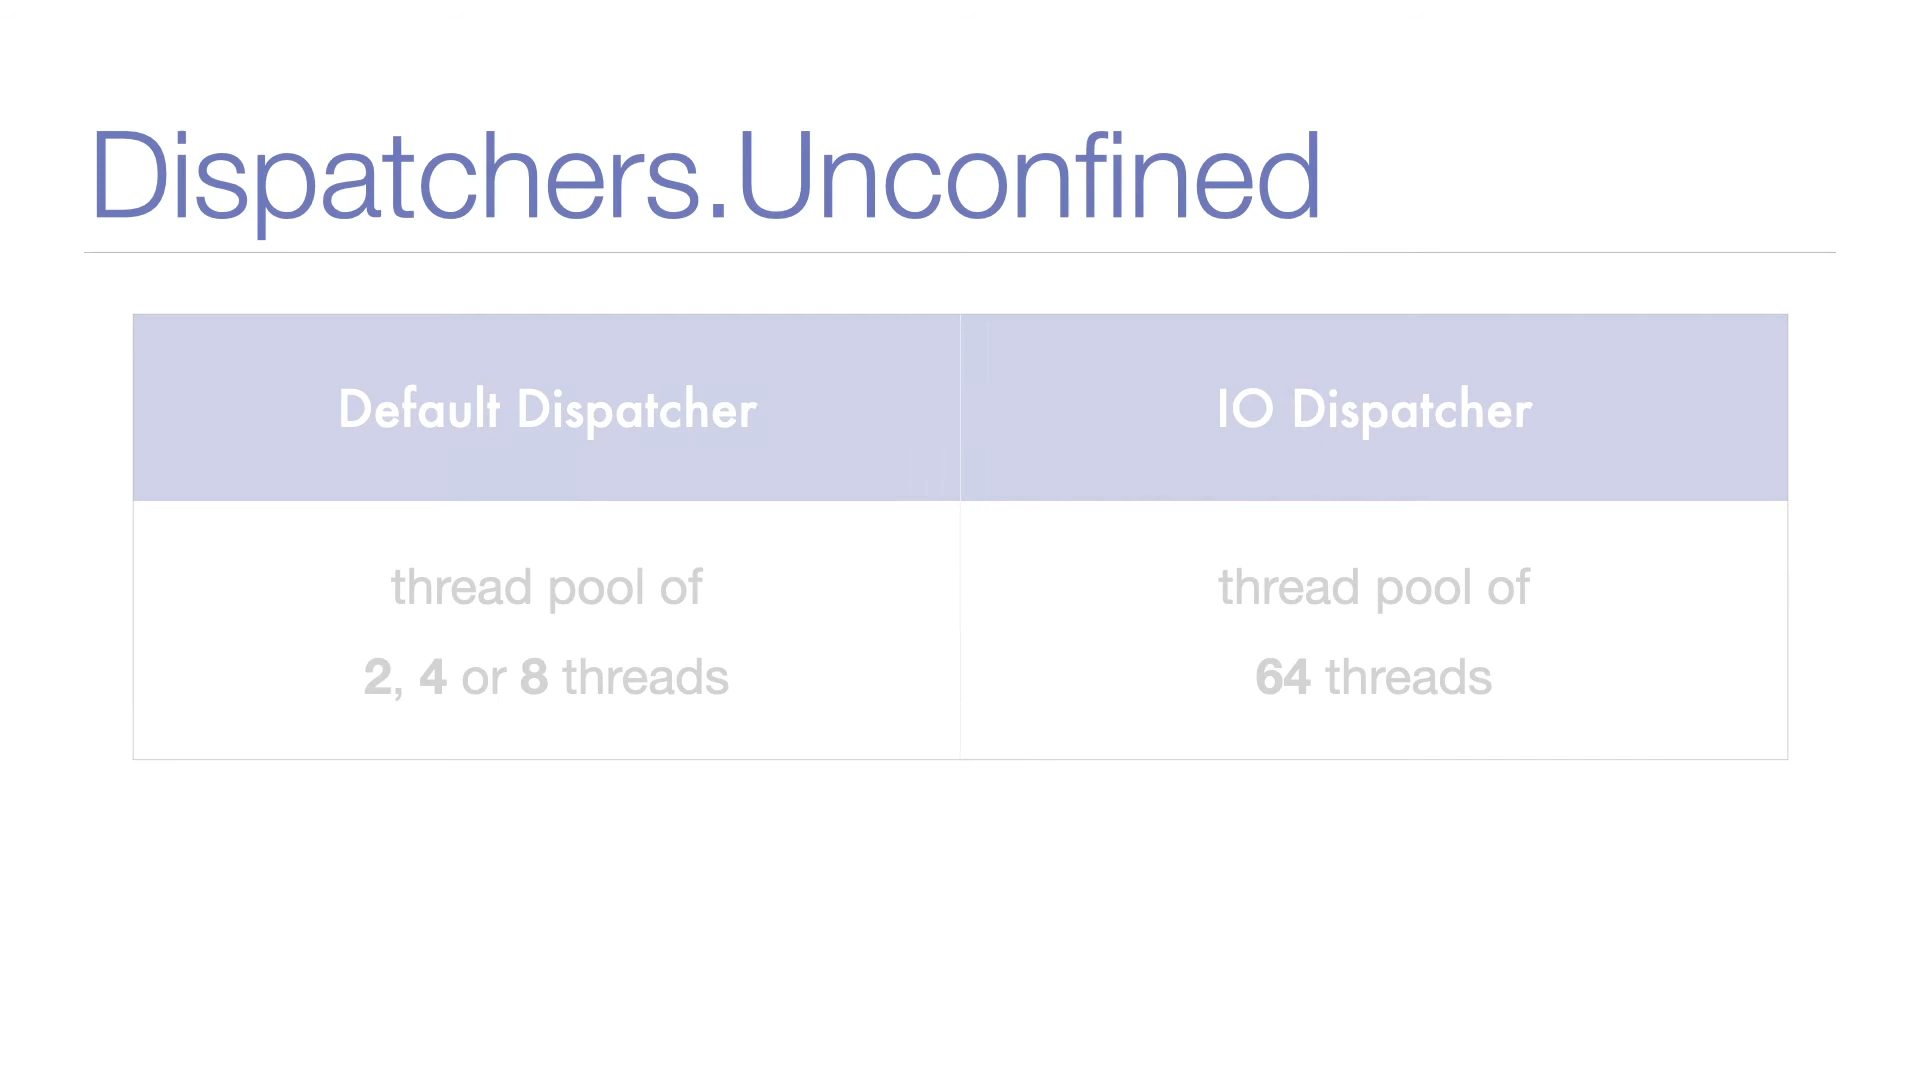 Dispatchers.Unconfined
Default Dispatcher
IO Dispatcher
thread pool of
2, 4 or 8 threads
thread pool of
64 threads